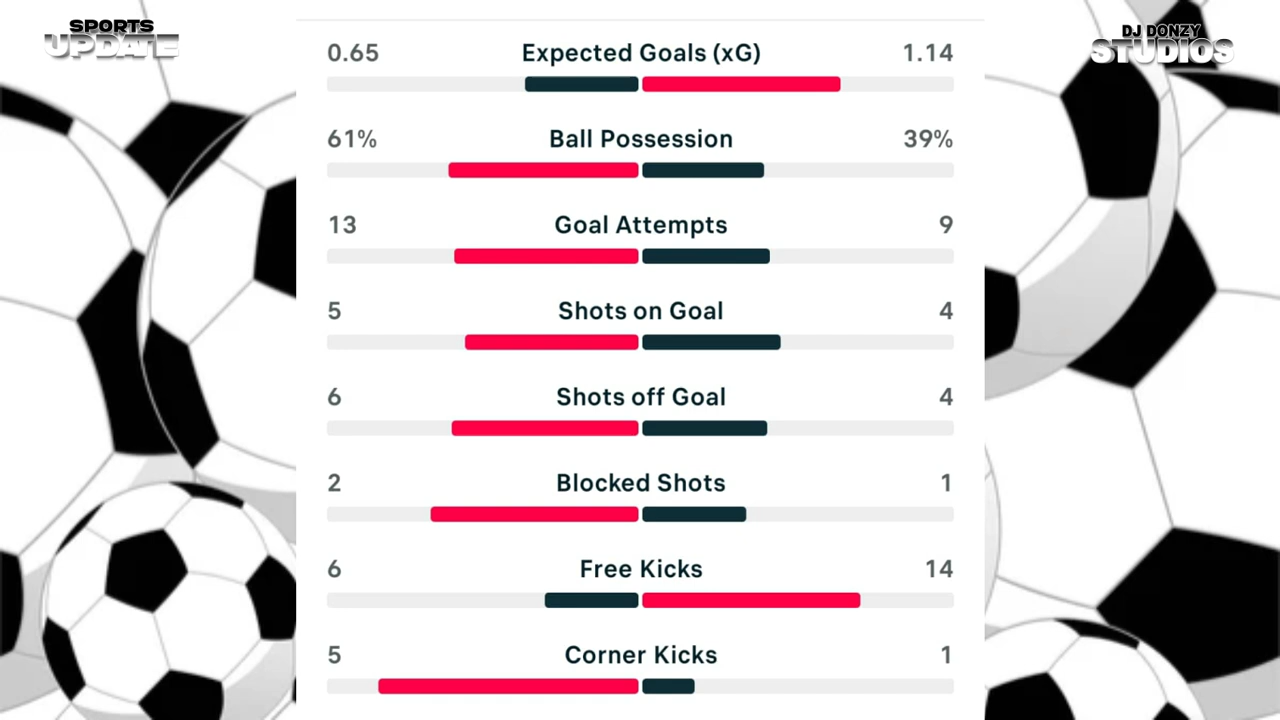 SPORTS
UPDATE
DJ DONZY
STUDIOS
0.65 Expected Goals (xG) 1.14
61% Ball Possession 39%
13 Goal Attempts 9
5 Shots on Goal 4
6 Shots off Goal 4
2 Blocked Shots 1
6 Free Kicks 14
5 Corner Kicks 1